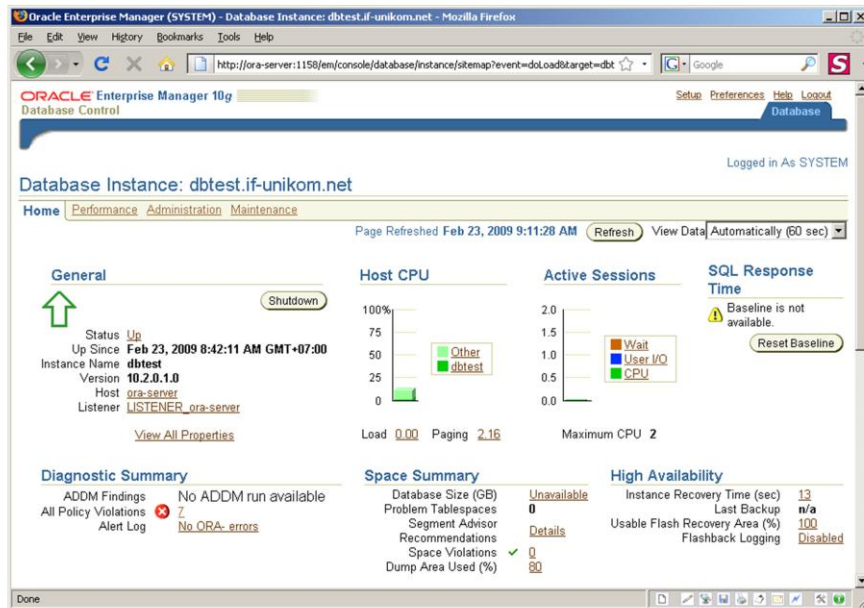 Oracle Enterprise Manager (SYSTEM) - Database Instance: dbtest.if-unikom.net - Mozilla Firefox
File Edit View History Bookmarks Tools Help
http://ora-server:1158/em/console/database/instance/sitemap?event=doLoad&target=dbt
G Google
S
ORACLE Enterprise Manager 10g
Database Control
Setup Preferences Help Logout
Database
Logged in As SYSTEM
Database Instance: dbtest.if-unikom.net
Home Performance Administration Maintenance
Page Refreshed Feb 23, 2009 9:11:28 AM Refresh View Data Automatically (60 sec)
General
Shutdown
Status Up
Up Since Feb 23, 2009 8:42:11 AM GMT+07:00
Instance Name dbtest
Version 10.2.0.1.0
Host ora-server
Listener LISTENER_ora-server
View All Properties
Host CPU
100%
75
50
25
0
Other
dbtest
Load 0.00 Paging 2.16
Active Sessions
2.0
1.5
1.0
0.5
0.0
Wait
User I/O
CPU
Maximum CPU 2
SQL Response
Time
Baseline is not
available.
Reset Baseline
Diagnostic Summary
ADDM Findings No ADDM run available
All Policy Violations 7
Alert Log No ORA- errors
Space Summary
Database Size (GB) Unavailable
Problem Tablespaces 0
Segment Advisor
Recommendations Details
Space Violations 0
Dump Area Used (%) 80
High Availability
Instance Recovery Time (sec) 13
Last Backup n/a
Usable Flash Recovery Area (%) 100
Flashback Logging Disabled
Done